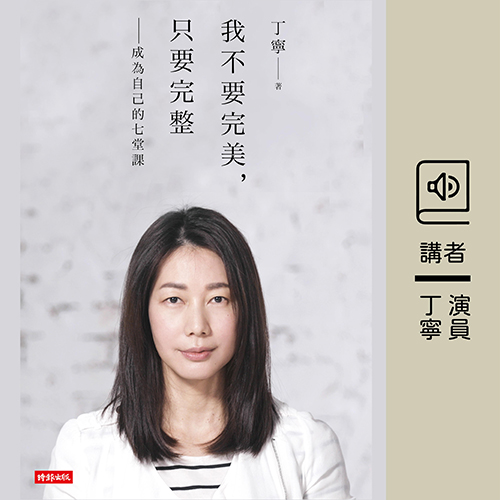 丁寧——著
我不要完美，
只要完整
——成為自己的七堂課
時報出版
講者
演員
丁寧